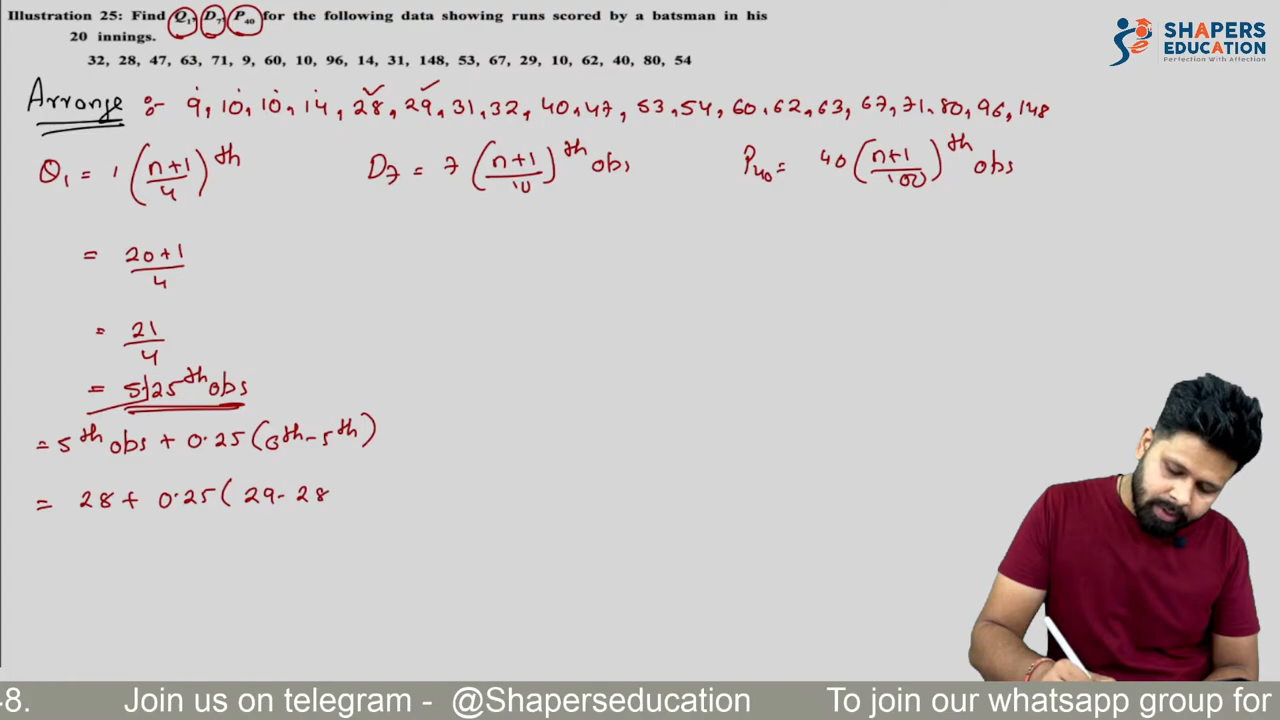 Illustration 25: Find Q₁, D₇, P₄₀ for the following data showing runs scored by a batsman in his
20 innings.
32, 28, 47, 63, 71, 9, 60, 10, 96, 14, 31, 148, 53, 67, 29, 10, 62, 40, 80, 54
SHAPERS
EDUCATION
Perfection With Affection
Arrange :- 9, 10, 10, 14, 28, 29, 31, 32, 40, 47, 53, 54, 60, 62, 63, 67, 71, 80, 96, 148
Q₁ = 1 (n+1/4)th
D₇ = 7 (n+1/10)th obs
P₄₀ = 40 (n+1/100)th obs
= 20+1/4
= 21/4
= 5.25th obs
= 5th obs + 0.25 (6th - 5th)
= 28 + 0.25 ( 29 - 28
-8. Join us on telegram - @Shaperseducation To join our whatsapp group for